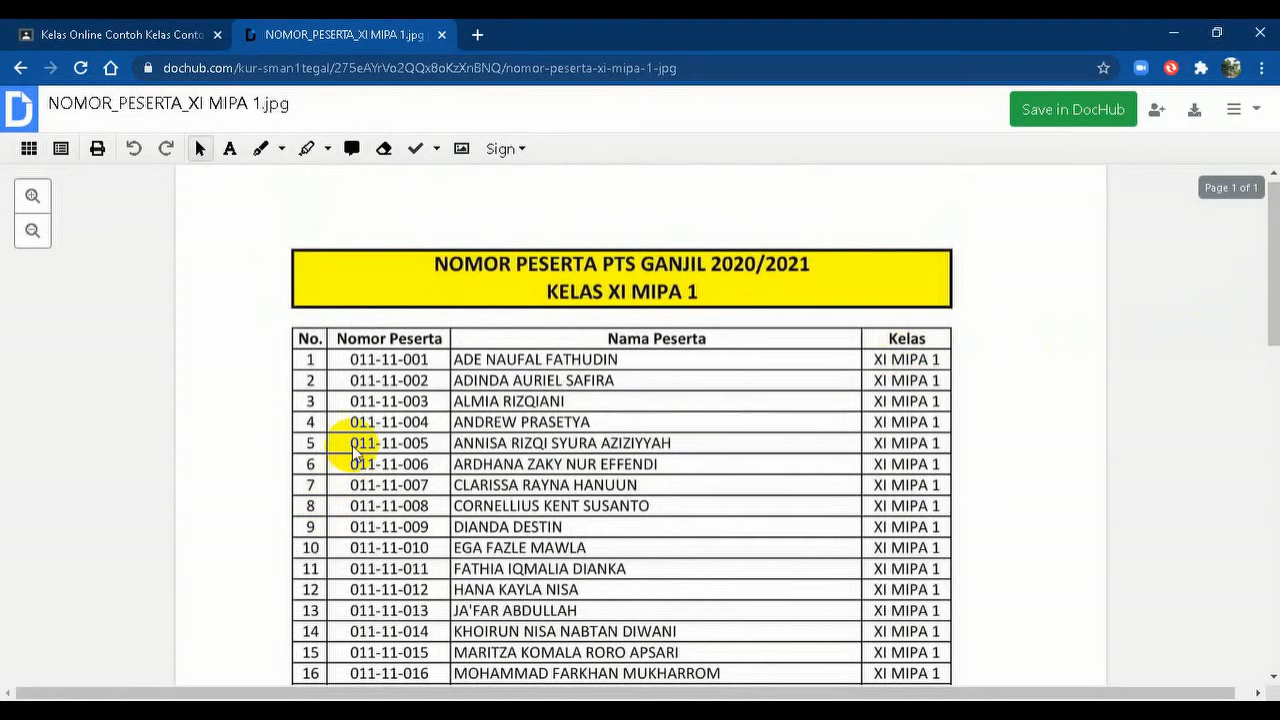 Kelas Online Contoh Kelas Conto
NOMOR_PESERTA_XI MIPA 1.jpg
dochub.com/kur-sman1tegal/275eAYrVo2QQx8oKzXnBNQ/nomor-peserta-xi-mipa-1-jpg
NOMOR_PESERTA_XI MIPA 1.jpg
Save in DocHub
Sign
Page 1 of 1
NOMOR PESERTA PTS GANJIL 2020/2021
KELAS XI MIPA 1
No. Nomor Peserta Nama Peserta Kelas
1 011-11-001 ADE NAUFAL FATHUDIN XI MIPA 1
2 011-11-002 ADINDA AURIEL SAFIRA XI MIPA 1
3 011-11-003 ALMIA RIZQIANI XI MIPA 1
4 011-11-004 ANDREW PRASETYA XI MIPA 1
5 011-11-005 ANNISA RIZQI SYURA AZIZIYYAH XI MIPA 1
6 011-11-006 ARDHANA ZAKY NUR EFFENDI XI MIPA 1
7 011-11-007 CLARISSA RAYNA HANUUN XI MIPA 1
8 011-11-008 CORNELLIUS KENT SUSANTO XI MIPA 1
9 011-11-009 DIANDA DESTIN XI MIPA 1
10 011-11-010 EGA FAZLE MAWLA XI MIPA 1
11 011-11-011 FATHIA IQMALIA DIANKA XI MIPA 1
12 011-11-012 HANA KAYLA NISA XI MIPA 1
13 011-11-013 JA'FAR ABDULLAH XI MIPA 1
14 011-11-014 KHOIRUN NISA NABTAN DIWANI XI MIPA 1
15 011-11-015 MARITZA KOMALA RORO APSARI XI MIPA 1
16 011-11-016 MOHAMMAD FARKHAN MUKHARROM XI MIPA 1